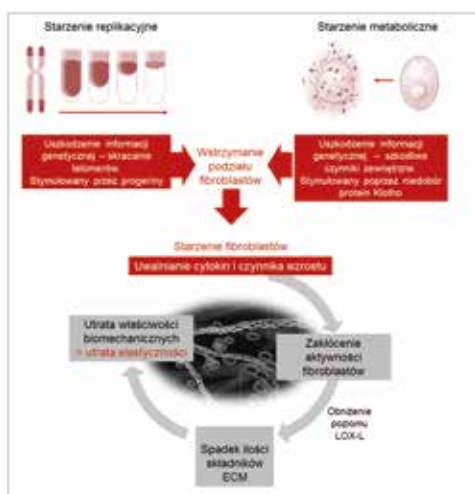 Starzenie replikacyjne
Starzenie metaboliczne
Uszkodzenie informacji
genetycznej – skracanie
telomerów
Stymulowany przez progeriny
Wstrzymanie
podziału
fibroblastów
Uszkodzenie informacji
genetycznej – szkodliwe
czynniki zewnętrzne
Stymulowany poprzez niedobór
protein Klotho
Starzenie fibroblastów
Uwalnianie cytokin i czynnika wzrostu
Utrata właściwości
biomechanicznych
= utrata elastyczności
Zakłócenie
aktywności
fibroblastów
Obniżenie
poziomu
LOX-L
Spadek ilości
składników
ECM